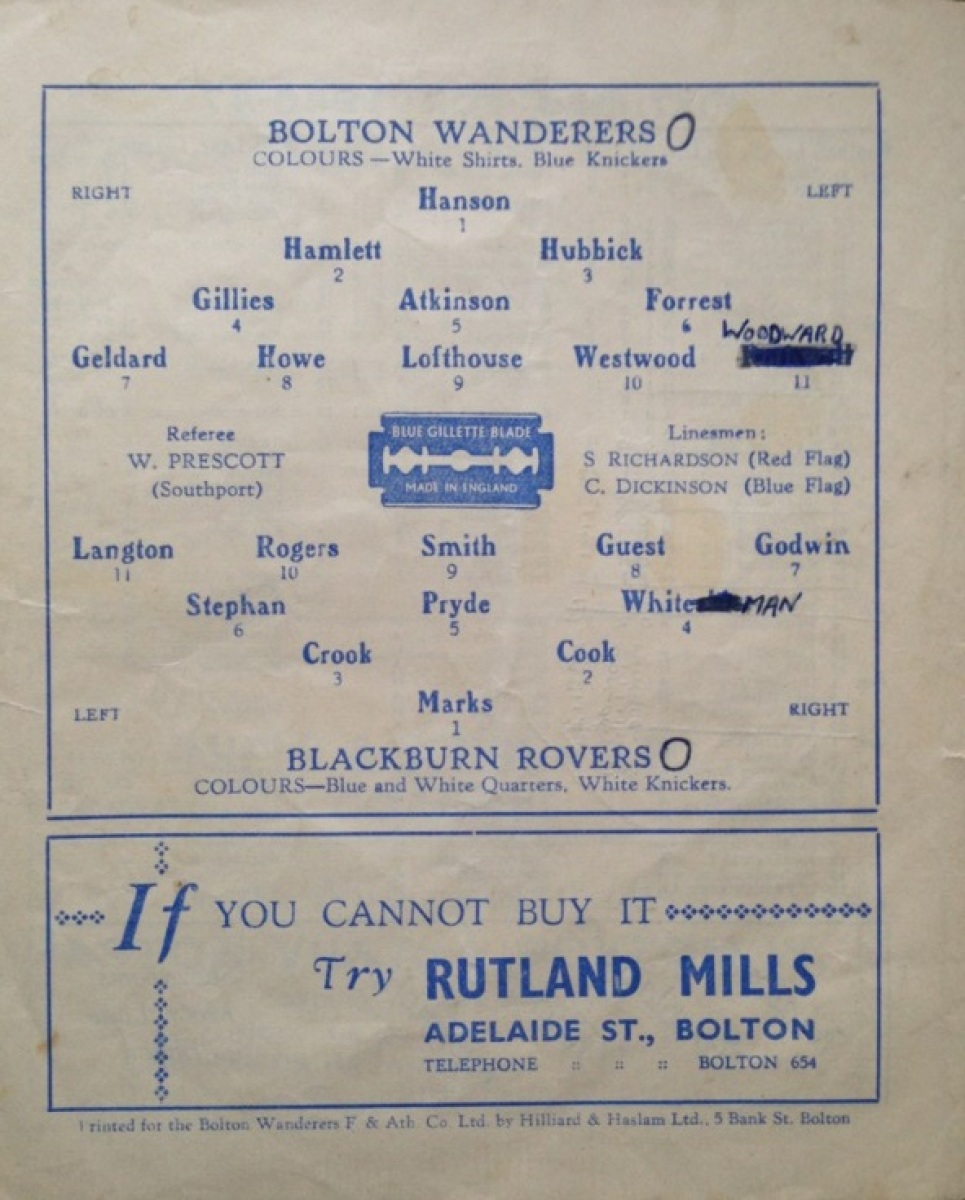 BOLTON WANDERERS O
COLOURS —White Shirts, Blue Knickers
RIGHT LEFT
Hanson
1
Hamlett Hubbick
2 3
Gillies Atkinson Forrest
4 5 6
WOODWARD
Geldard Howe Lofthouse Westwood
7 8 9 10 11
Referee
W. PRESCOTT
(Southport)
BLUE GILLETTE BLADE
MADE IN ENGLAND
Linesmen:
S RICHARDSON (Red Flag)
C. DICKINSON (Blue Flag)
Langton Rogers Smith Guest Godwin
11 10 9 8 7
Stephan Pryde White MAN
6 5 4
Crook Cook
3 2
Marks
1
LEFT RIGHT
BLACKBURN ROVERS O
COLOURS—Blue and White Quarters, White Knickers.
If YOU CANNOT BUY IT
Try RUTLAND MILLS
ADELAIDE ST., BOLTON
TELEPHONE :: :: :: BOLTON 654
Printed for the Bolton Wanderers F & Ath. Co. Ltd. by Hilliard & Haslam Ltd., 5 Bank St. Bolton